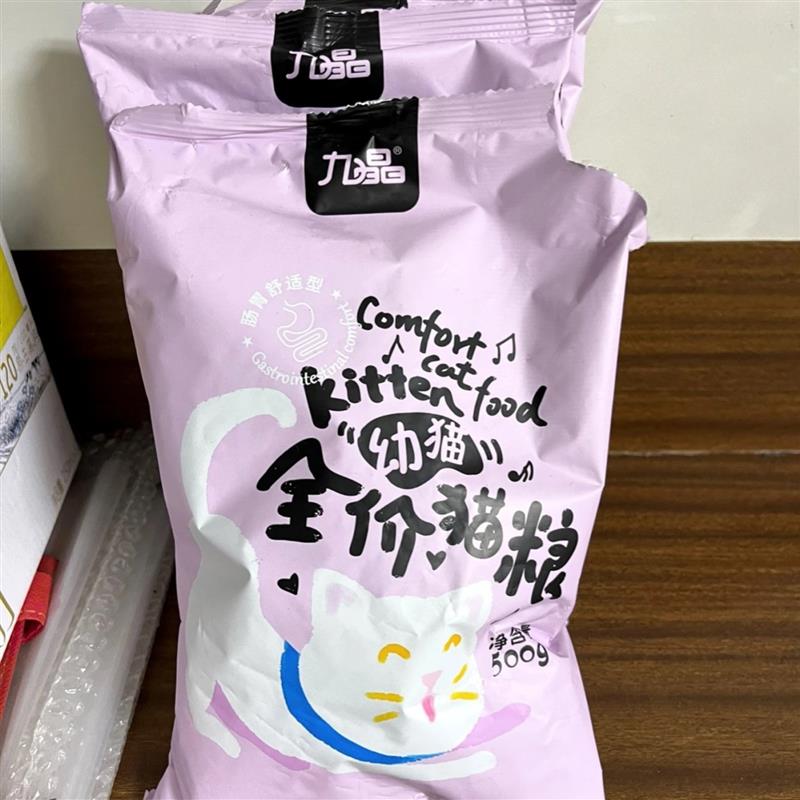 九晶
九晶®
肠胃舒适型
Gastrointestinal comfort
Comfort
cat
kitten food
幼猫
全价猫粮
净含量
500g
120